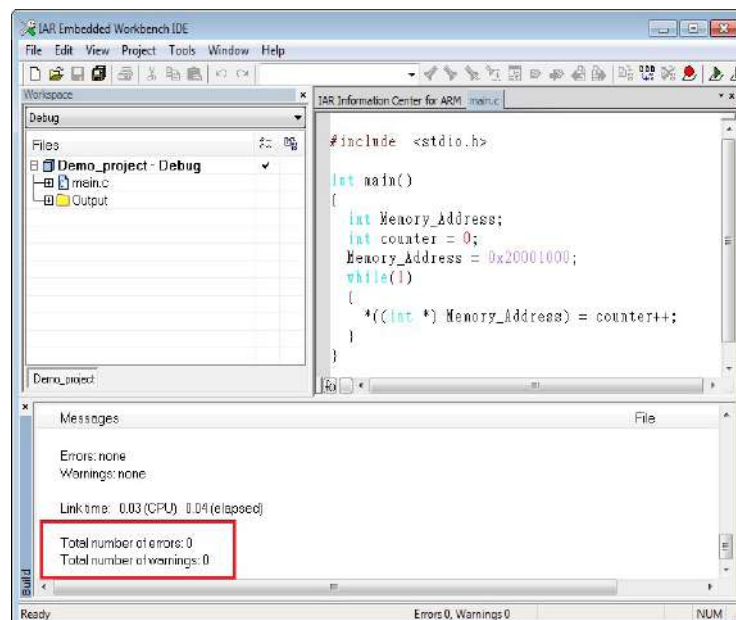 IAR Embedded Workbench IDE
File Edit View Project Tools Window Help
Workspace
Debug
Files
Demo_project - Debug
main.c
Output
Demo_project
IAR Information Center for ARM main.c
#include <stdio.h>
int main()
{
int Memory_Address;
int counter = 0;
Memory_Address = 0x20001000;
while(1)
{
*((int *) Memory_Address) = counter++;
}
}
Messages File
Errors: none
Warnings: none
Link time: 0.03 (CPU) 0.04 (elapsed)
Total number of errors: 0
Total number of warnings: 0
Build
Ready Errors 0, Warnings 0 NUM